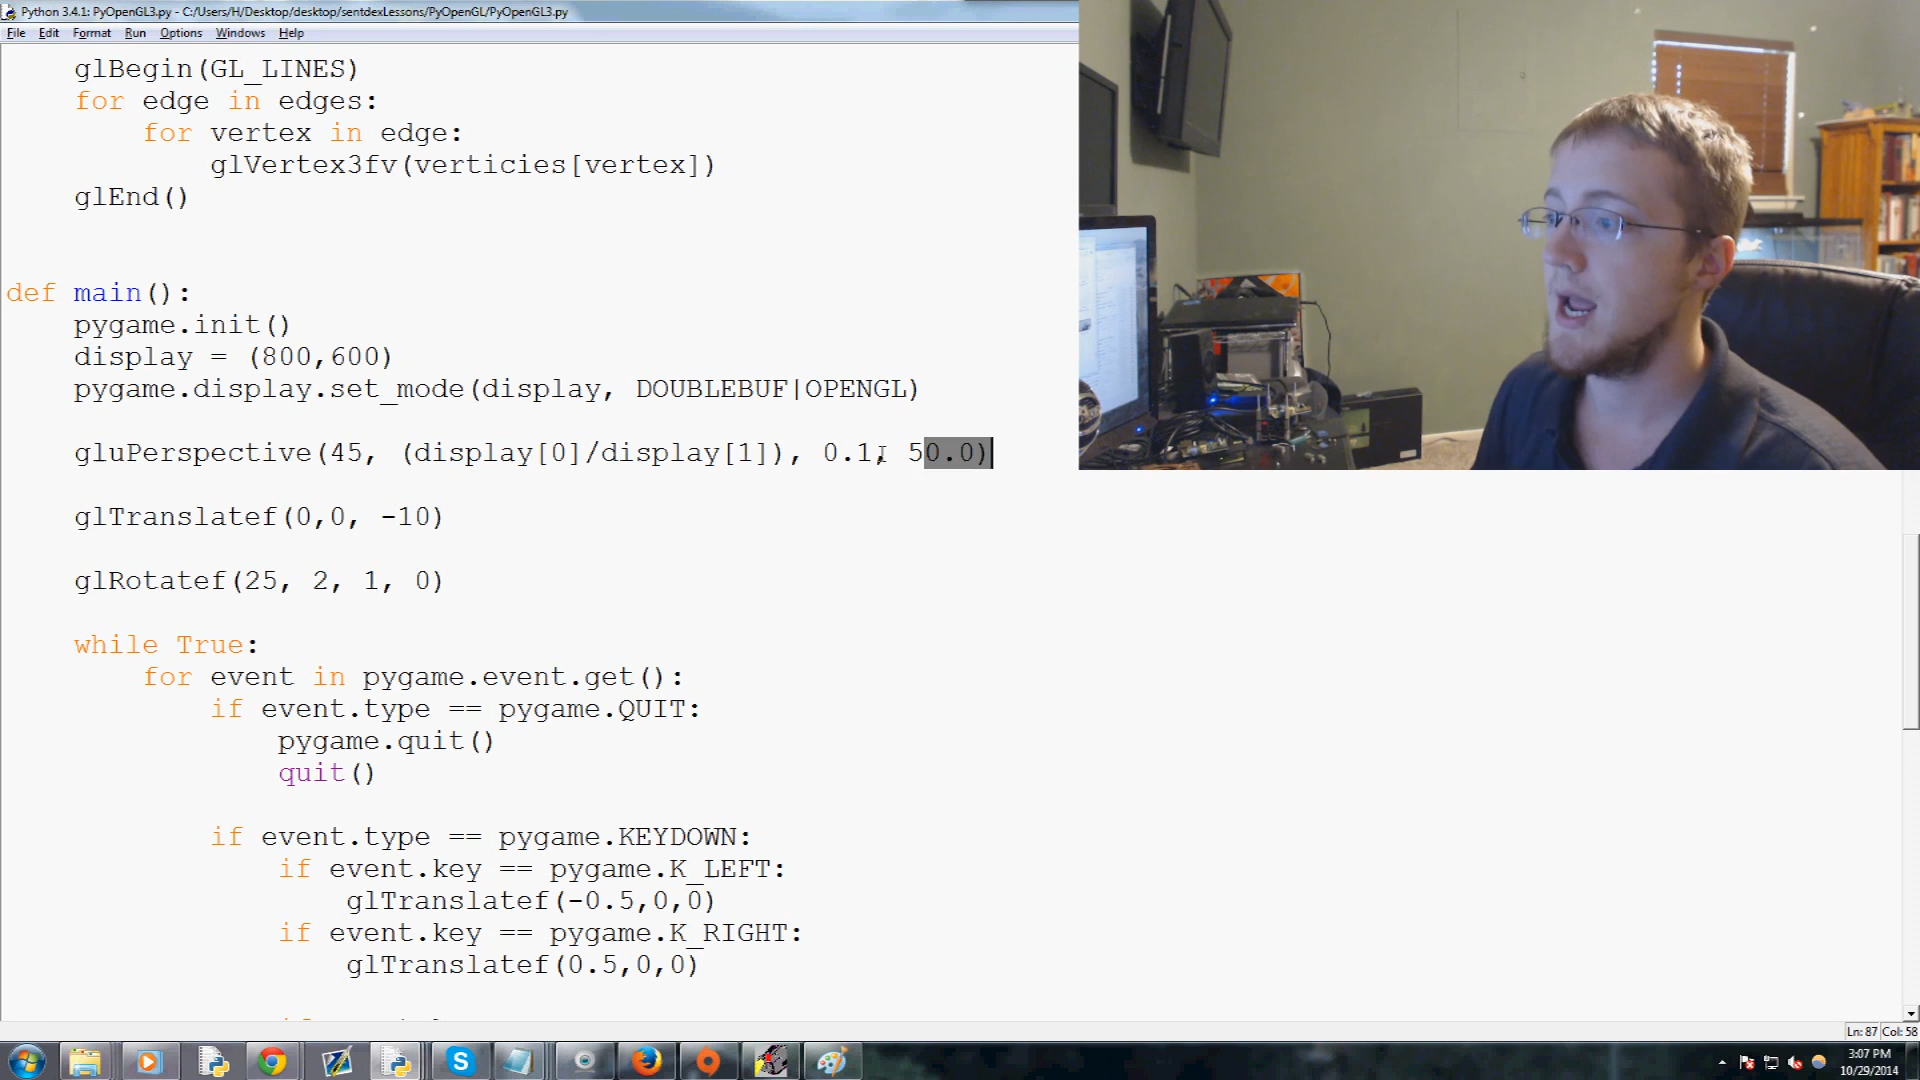 Python 3.4.1: PyOpenGL3.py - C:/Users/H/Desktop/desktop/sentdexLessons/PyOpenGL/PyOpenGL3.py
File Edit Format Run Options Windows Help
glBegin(GL_LINES)
for edge in edges:
for vertex in edge:
glVertex3fv(verticies[vertex])
glEnd()
def main():
pygame.init()
display = (800,600)
pygame.display.set_mode(display, DOUBLEBUF|OPENGL)
gluPerspective(45, (display[0]/display[1]), 0.1, 50.0)
glTranslatef(0,0, -10)
glRotatef(25, 2, 1, 0)
while True:
for event in pygame.event.get():
if event.type == pygame.QUIT:
pygame.quit()
quit()
if event.type == pygame.KEYDOWN:
if event.key == pygame.K_LEFT:
glTranslatef(-0.5,0,0)
if event.key == pygame.K_RIGHT:
glTranslatef(0.5,0,0)
Ln: 87 Col: 58
3:07 PM
10/29/2014